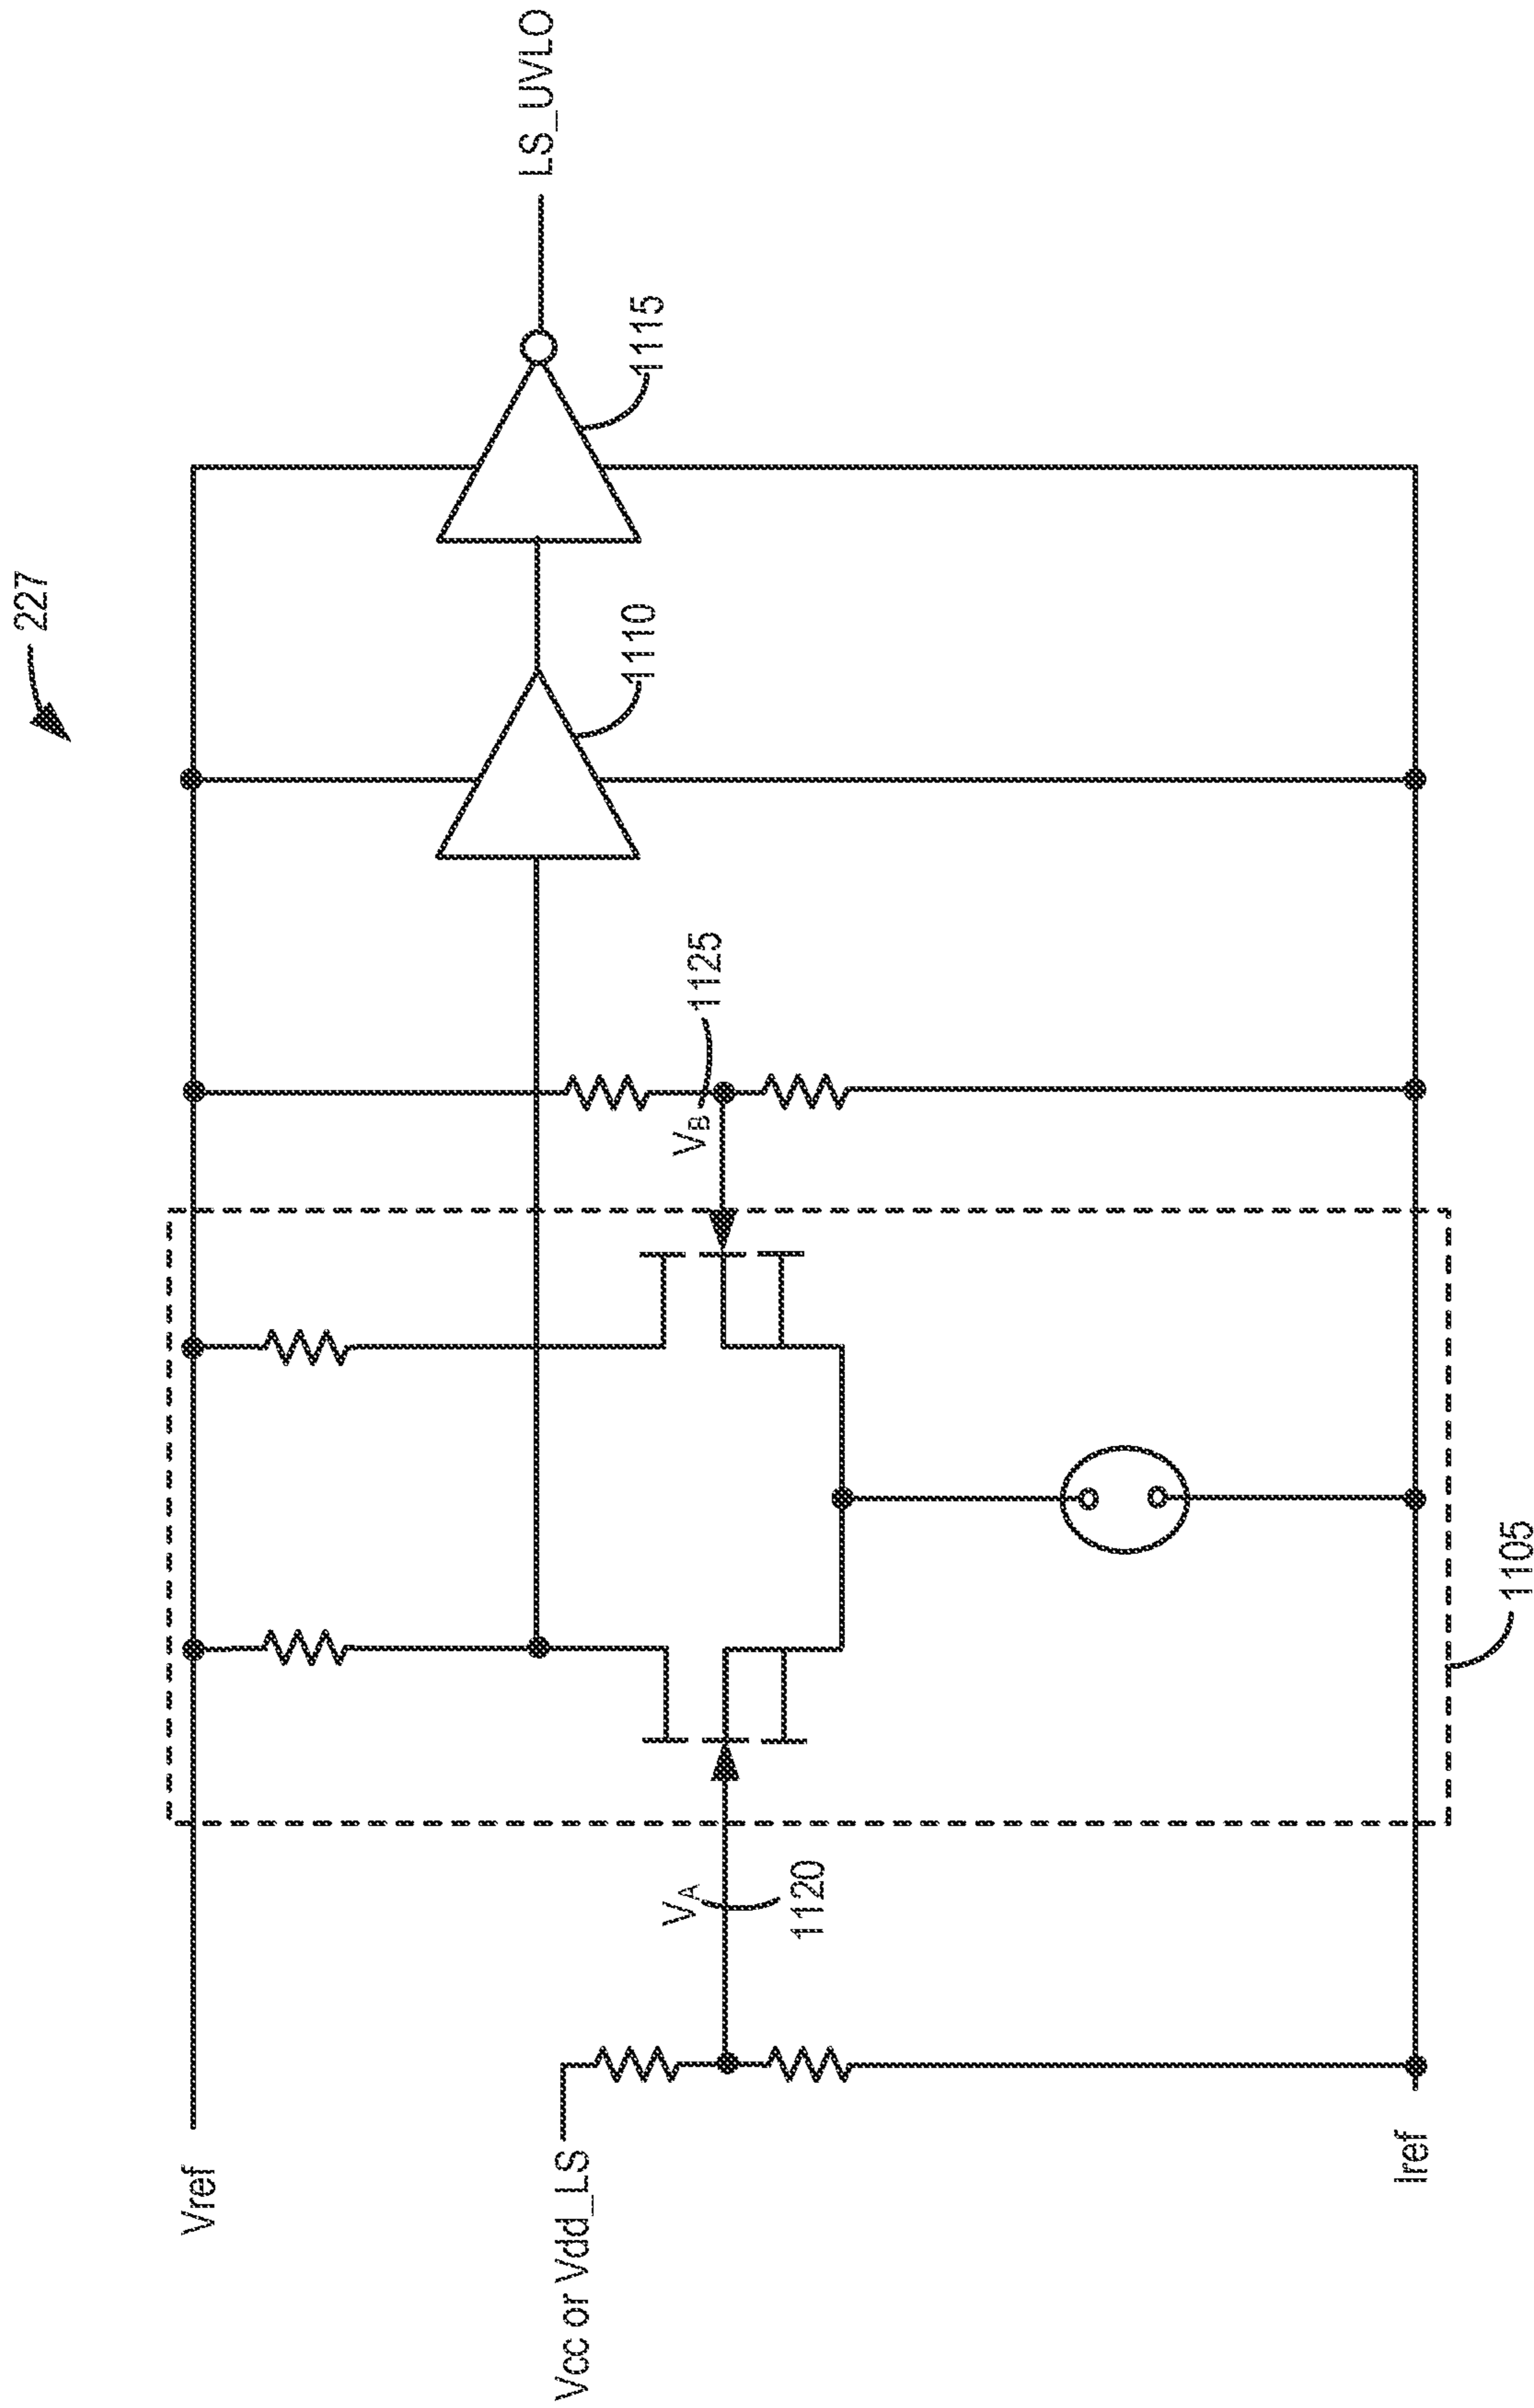 227
Vref
Vcc or Vdd_LS
Iref
VA
1120
1105
VB
1125
1110
1115
LS_UVLO